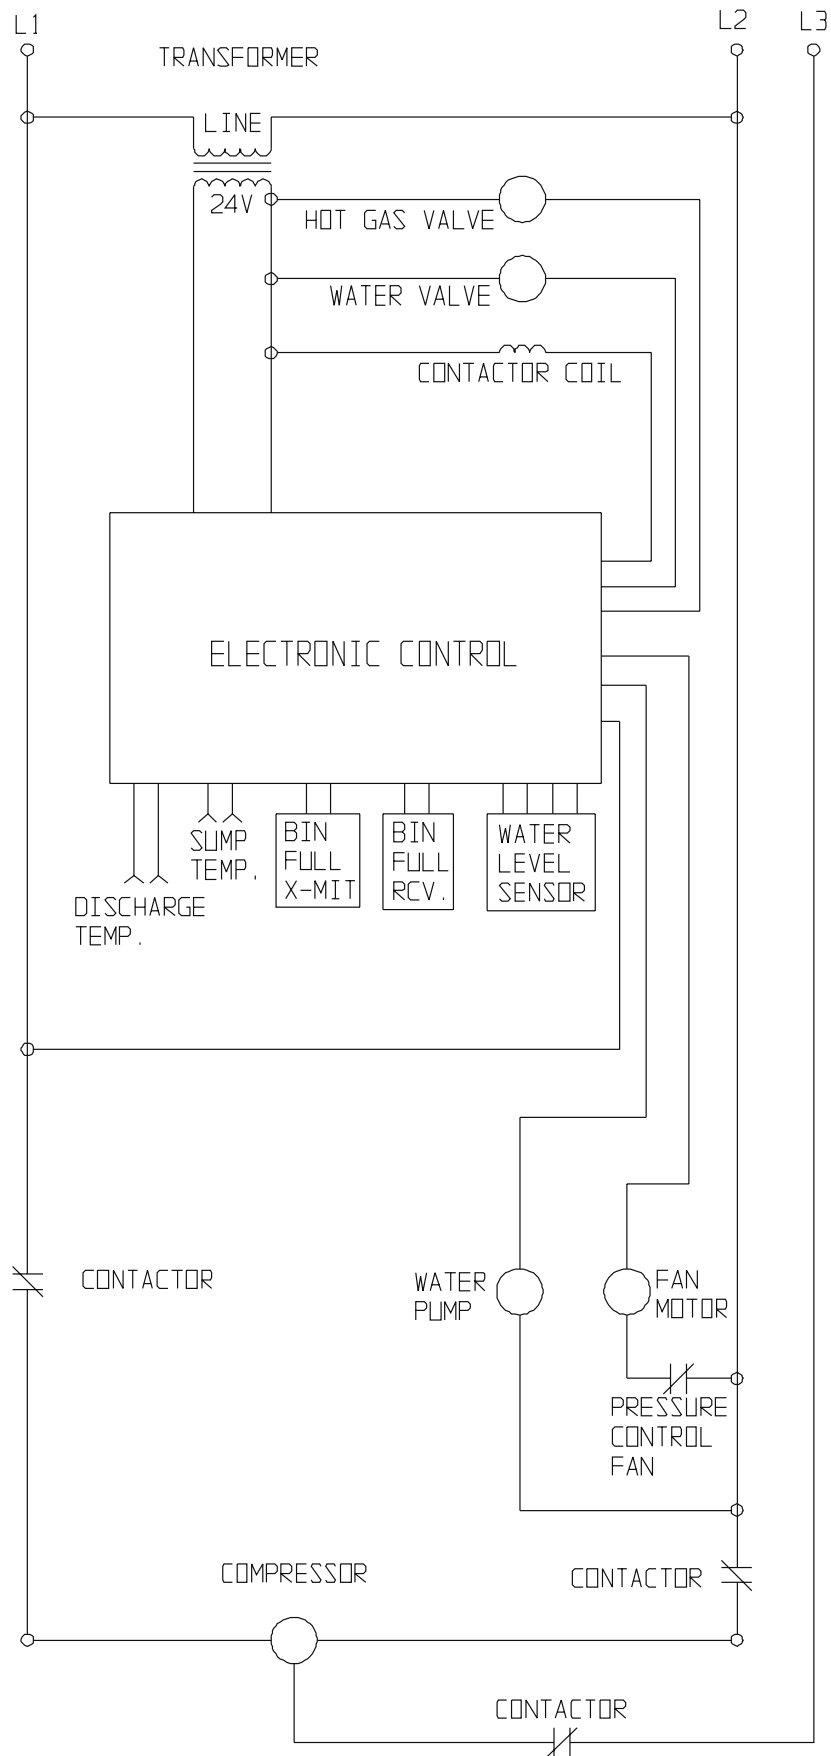 L1
L2
L3
TRANSFORMER
LINE
24V
HOT GAS VALVE
WATER VALVE
CONTACTOR COIL
ELECTRONIC CONTROL
SUMP
TEMP.
BIN
FULL
X-MIT
BIN
FULL
RCV.
WATER
LEVEL
SENSOR
DISCHARGE
TEMP.
CONTACTOR
WATER
PUMP
FAN
MOTOR
PRESSURE
CONTROL
FAN
COMPRESSOR
CONTACTOR
CONTACTOR